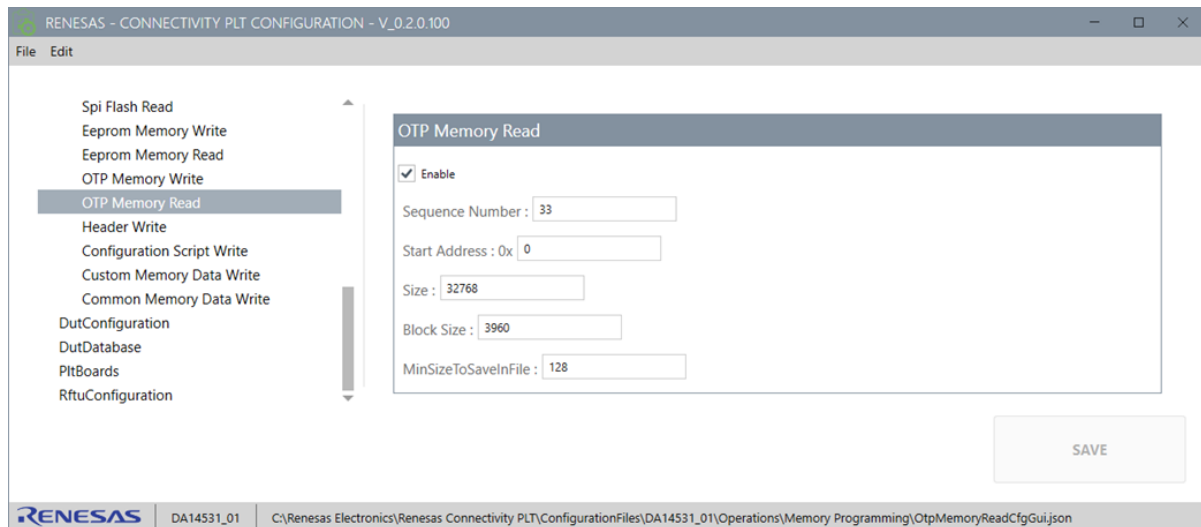 RENESAS - CONNECTIVITY PLT CONFIGURATION - V_0.2.0.100
File Edit
Spi Flash Read
Eeprom Memory Write
Eeprom Memory Read
OTP Memory Write
OTP Memory Read
Header Write
Configuration Script Write
Custom Memory Data Write
Common Memory Data Write
DutConfiguration
DutDatabase
PltBoards
RftuConfiguration
OTP Memory Read
Enable
Sequence Number : 33
Start Address : 0x 0
Size : 32768
Block Size : 3960
MinSizeToSaveInFile : 128
SAVE
RENESAS DA14531_01 C:\Renesas Electronics\Renesas Connectivity PLT\ConfigurationFiles\DA14531_01\Operations\Memory Programming\OtpMemoryReadCfgGui.json